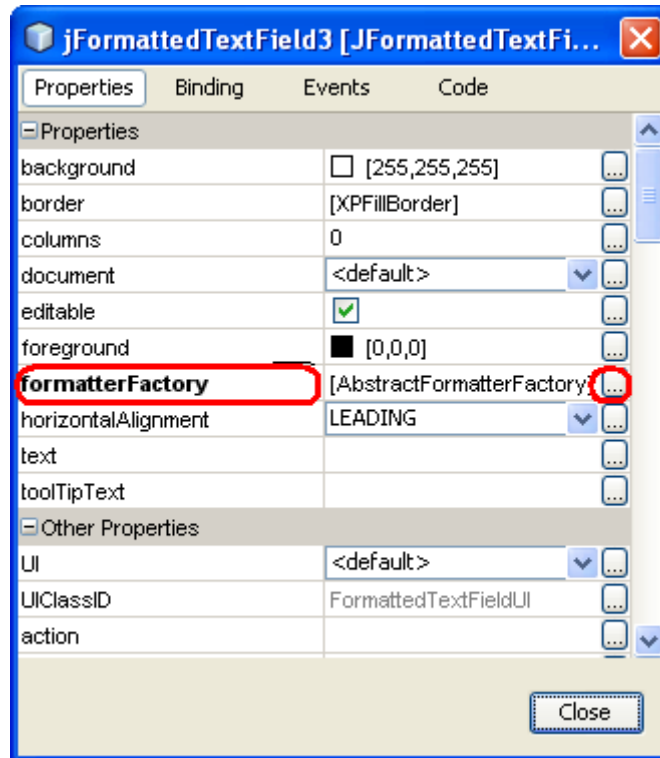 jFormattedTextField3 [JFormattedTextFi...
Properties Binding Events Code
Properties
background [255,255,255] ...
border [XPFillBorder] ...
columns 0 ...
document <default> ...
editable ...
foreground [0,0,0] ...
formatterFactory [AbstractFormatterFactory] ...
horizontalAlignment LEADING ...
text ...
toolTipText ...
Other Properties
UI <default> ...
UIClassID FormattedTextFieldUI ...
action ...
Close